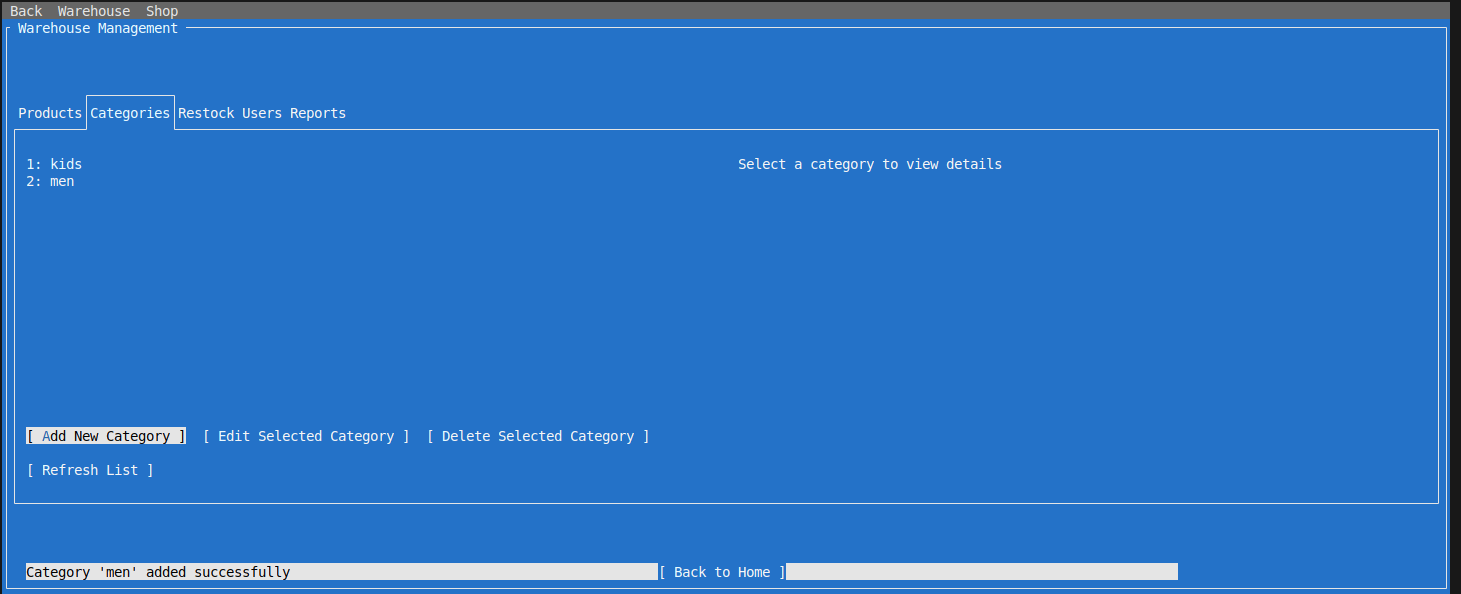 Back Warehouse Shop
Warehouse Management
Products Categories Restock Users Reports
1: kids
Select a category to view details
2: men
[ Add New Category ] [ Edit Selected Category ] [ Delete Selected Category ]
[ Refresh List ]
Category 'men' added successfully [ Back to Home ]